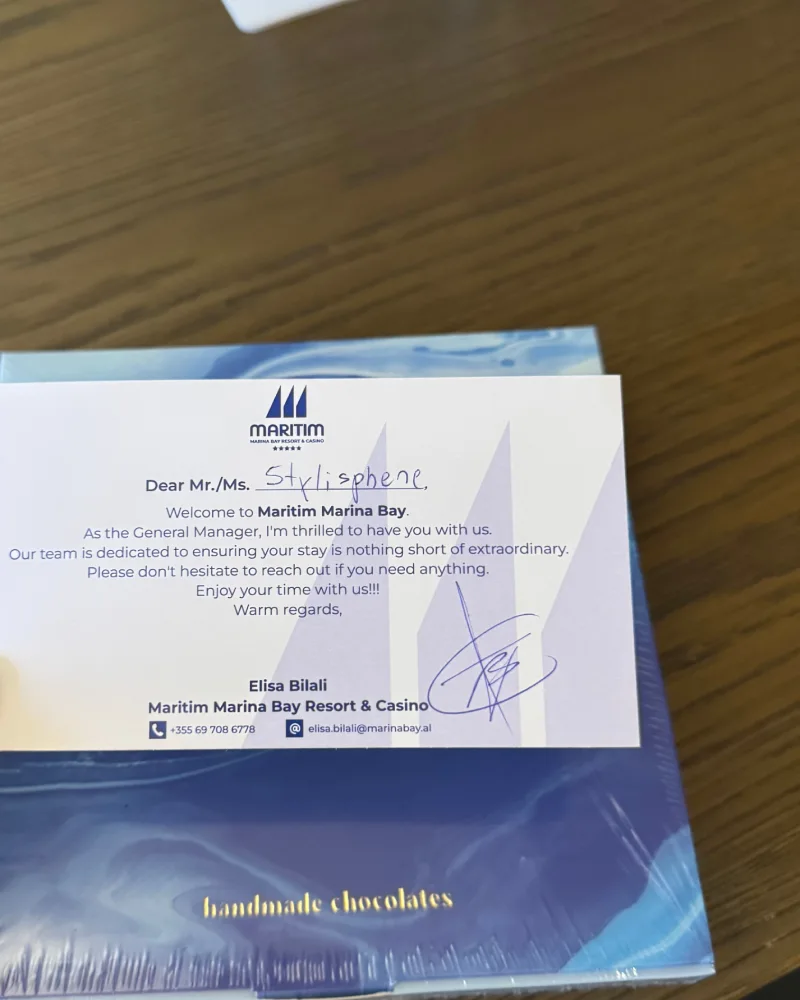 MARITIM
MARINA BAY RESORT & CASINO
Dear Mr./Ms. Stylisphene,
Welcome to Maritim Marina Bay.
As the General Manager, I'm thrilled to have you with us.
Our team is dedicated to ensuring your stay is nothing short of extraordinary.
Please don't hesitate to reach out if you need anything.
Enjoy your time with us!!!
Warm regards,
Elisa Bilali
Maritim Marina Bay Resort & Casino
+355 69 708 6778 @ elisa.bilali@marinabay.al
handmade chocolates